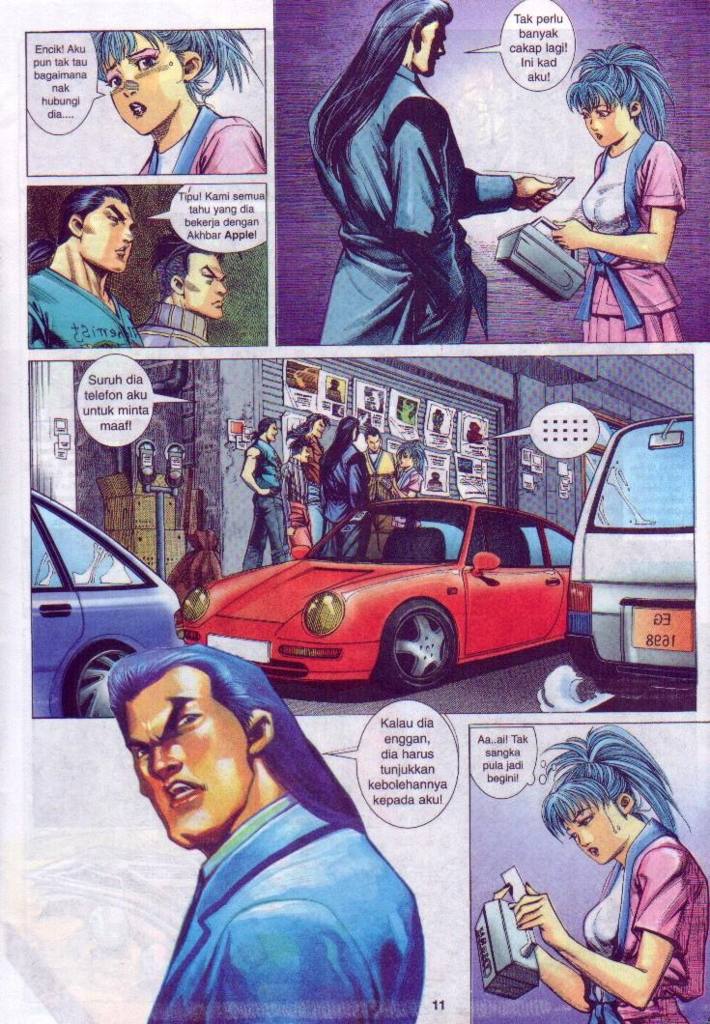 Encik! Aku
pun tak tau
bagaimana
nak
hubungi
dia....
Tak perlu
banyak
cakap lagi!
Ini kad
aku!
Tipu! Kami semua
tahu yang dia
bekerja dengan
Akhbar Apple!
Suruh dia
telefon aku
untuk minta
maaf!
EG
1698
Kalau dia
enggan,
dia harus
tunjukkan
kebolehannya
kepada aku!
Aa..ai! Tak
sangka
pula jadi
begini!
11